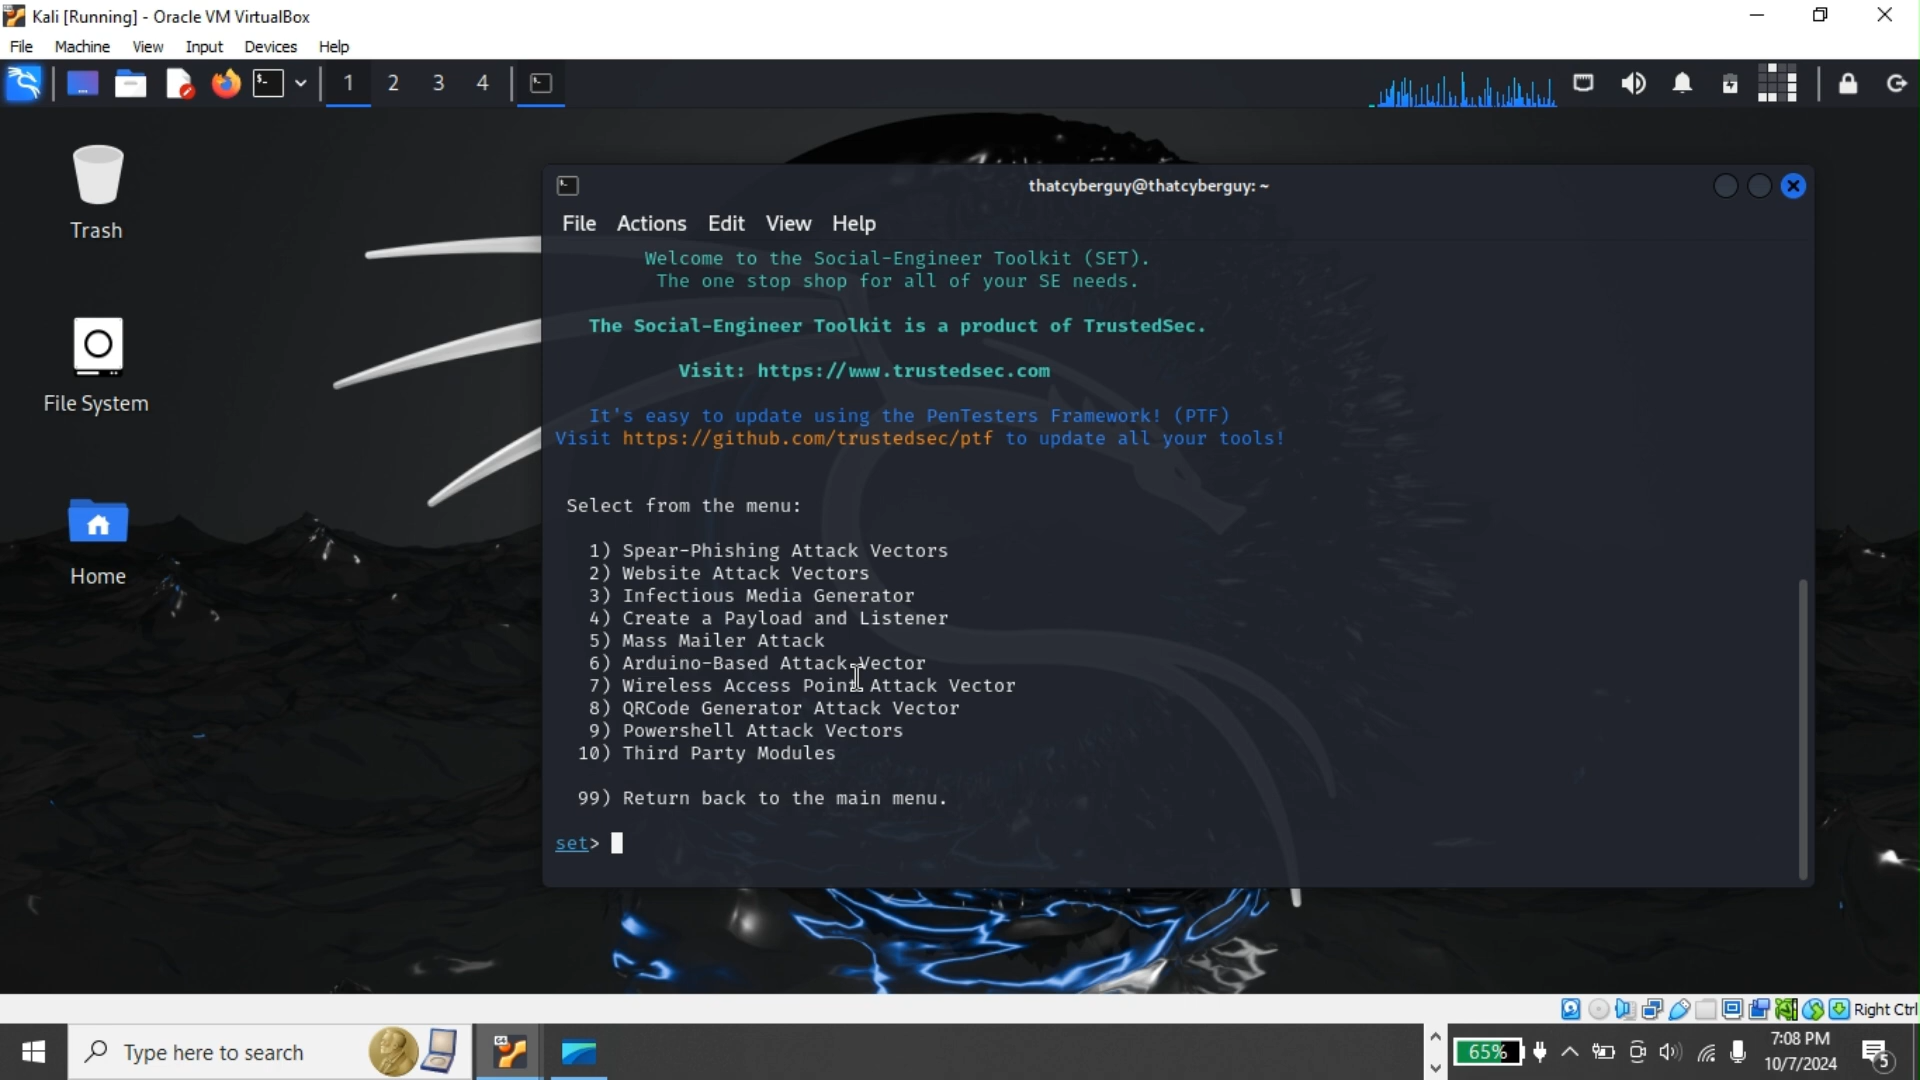 Kali [Running] - Oracle VM VirtualBox
File Machine View Input Devices Help
1 2 3 4
Trash
File System
Home
thatcyberguy@thatcyberguy: ~
File Actions Edit View Help
Welcome to the Social-Engineer Toolkit (SET).
The one stop shop for all of your SE needs.
The Social-Engineer Toolkit is a product of TrustedSec.
Visit: https://www.trustedsec.com
It's easy to update using the PenTesters Framework! (PTF)
Visit https://github.com/trustedsec/ptf to update all your tools!
Select from the menu:
1) Spear-Phishing Attack Vectors
2) Website Attack Vectors
3) Infectious Media Generator
4) Create a Payload and Listener
5) Mass Mailer Attack
6) Arduino-Based Attack Vector
7) Wireless Access Point Attack Vector
8) QRCode Generator Attack Vector
9) Powershell Attack Vectors
10) Third Party Modules
99) Return back to the main menu.
set>
Right Ctrl
Type here to search
64
65%
7:08 PM
10/7/2024
5